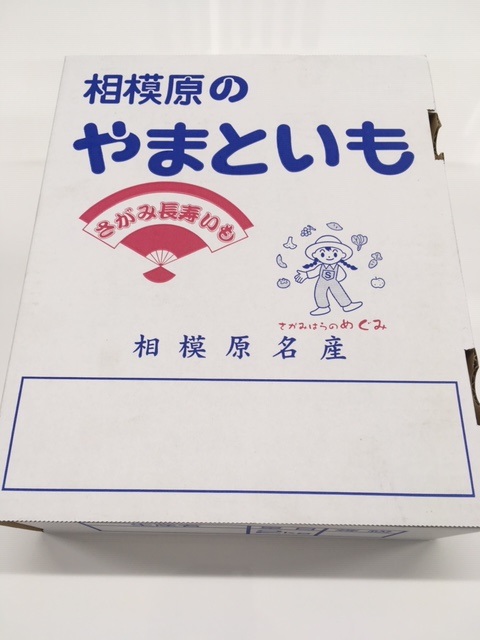 相模原の
やまといも
さがみ長寿いも
S
さがみはらのめぐみ
相模原名産